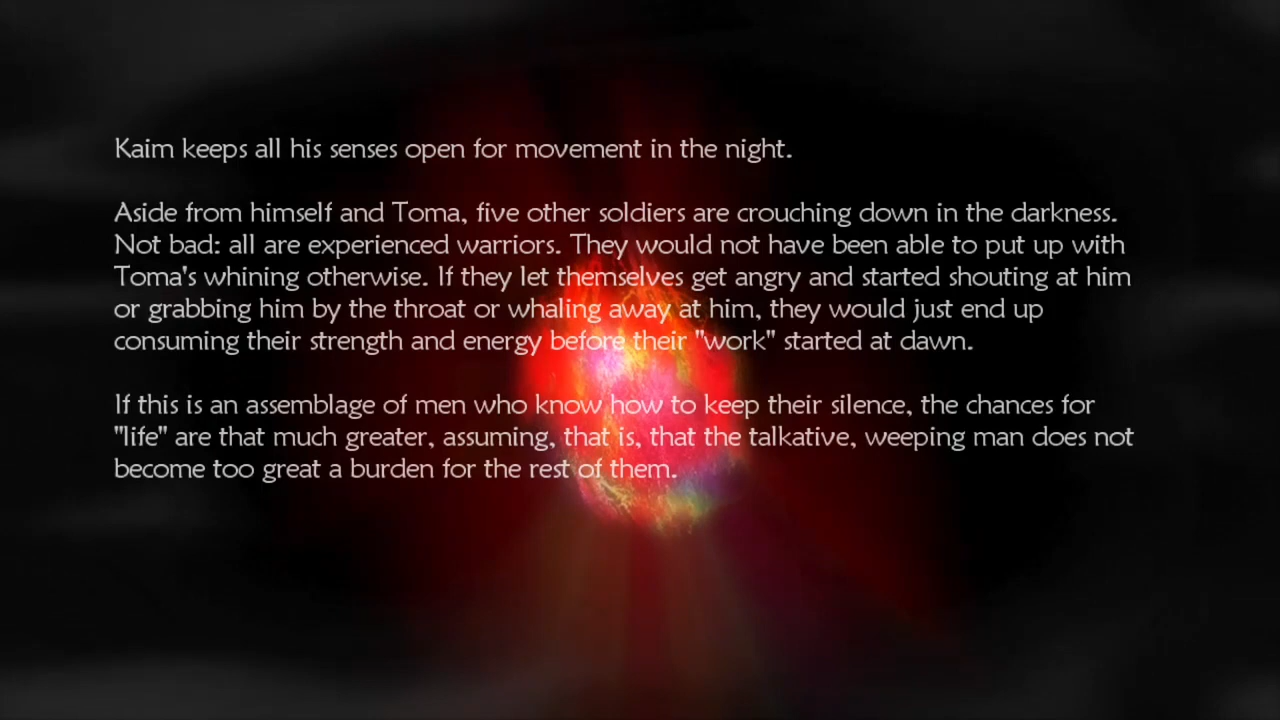 Kaim keeps all his senses open for movement in the night.
Aside from himself and Toma, five other soldiers are crouching down in the darkness.
Not bad: all are experienced warriors. They would not have been able to put up with
Toma's whining otherwise. If they let themselves get angry and started shouting at him
or grabbing him by the throat or whaling away at him, they would just end up
consuming their strength and energy before their "work" started at dawn.
If this is an assemblage of men who know how to keep their silence, the chances for
"life" are that much greater, assuming, that is, that the talkative, weeping man does not
become too great a burden for the rest of them.